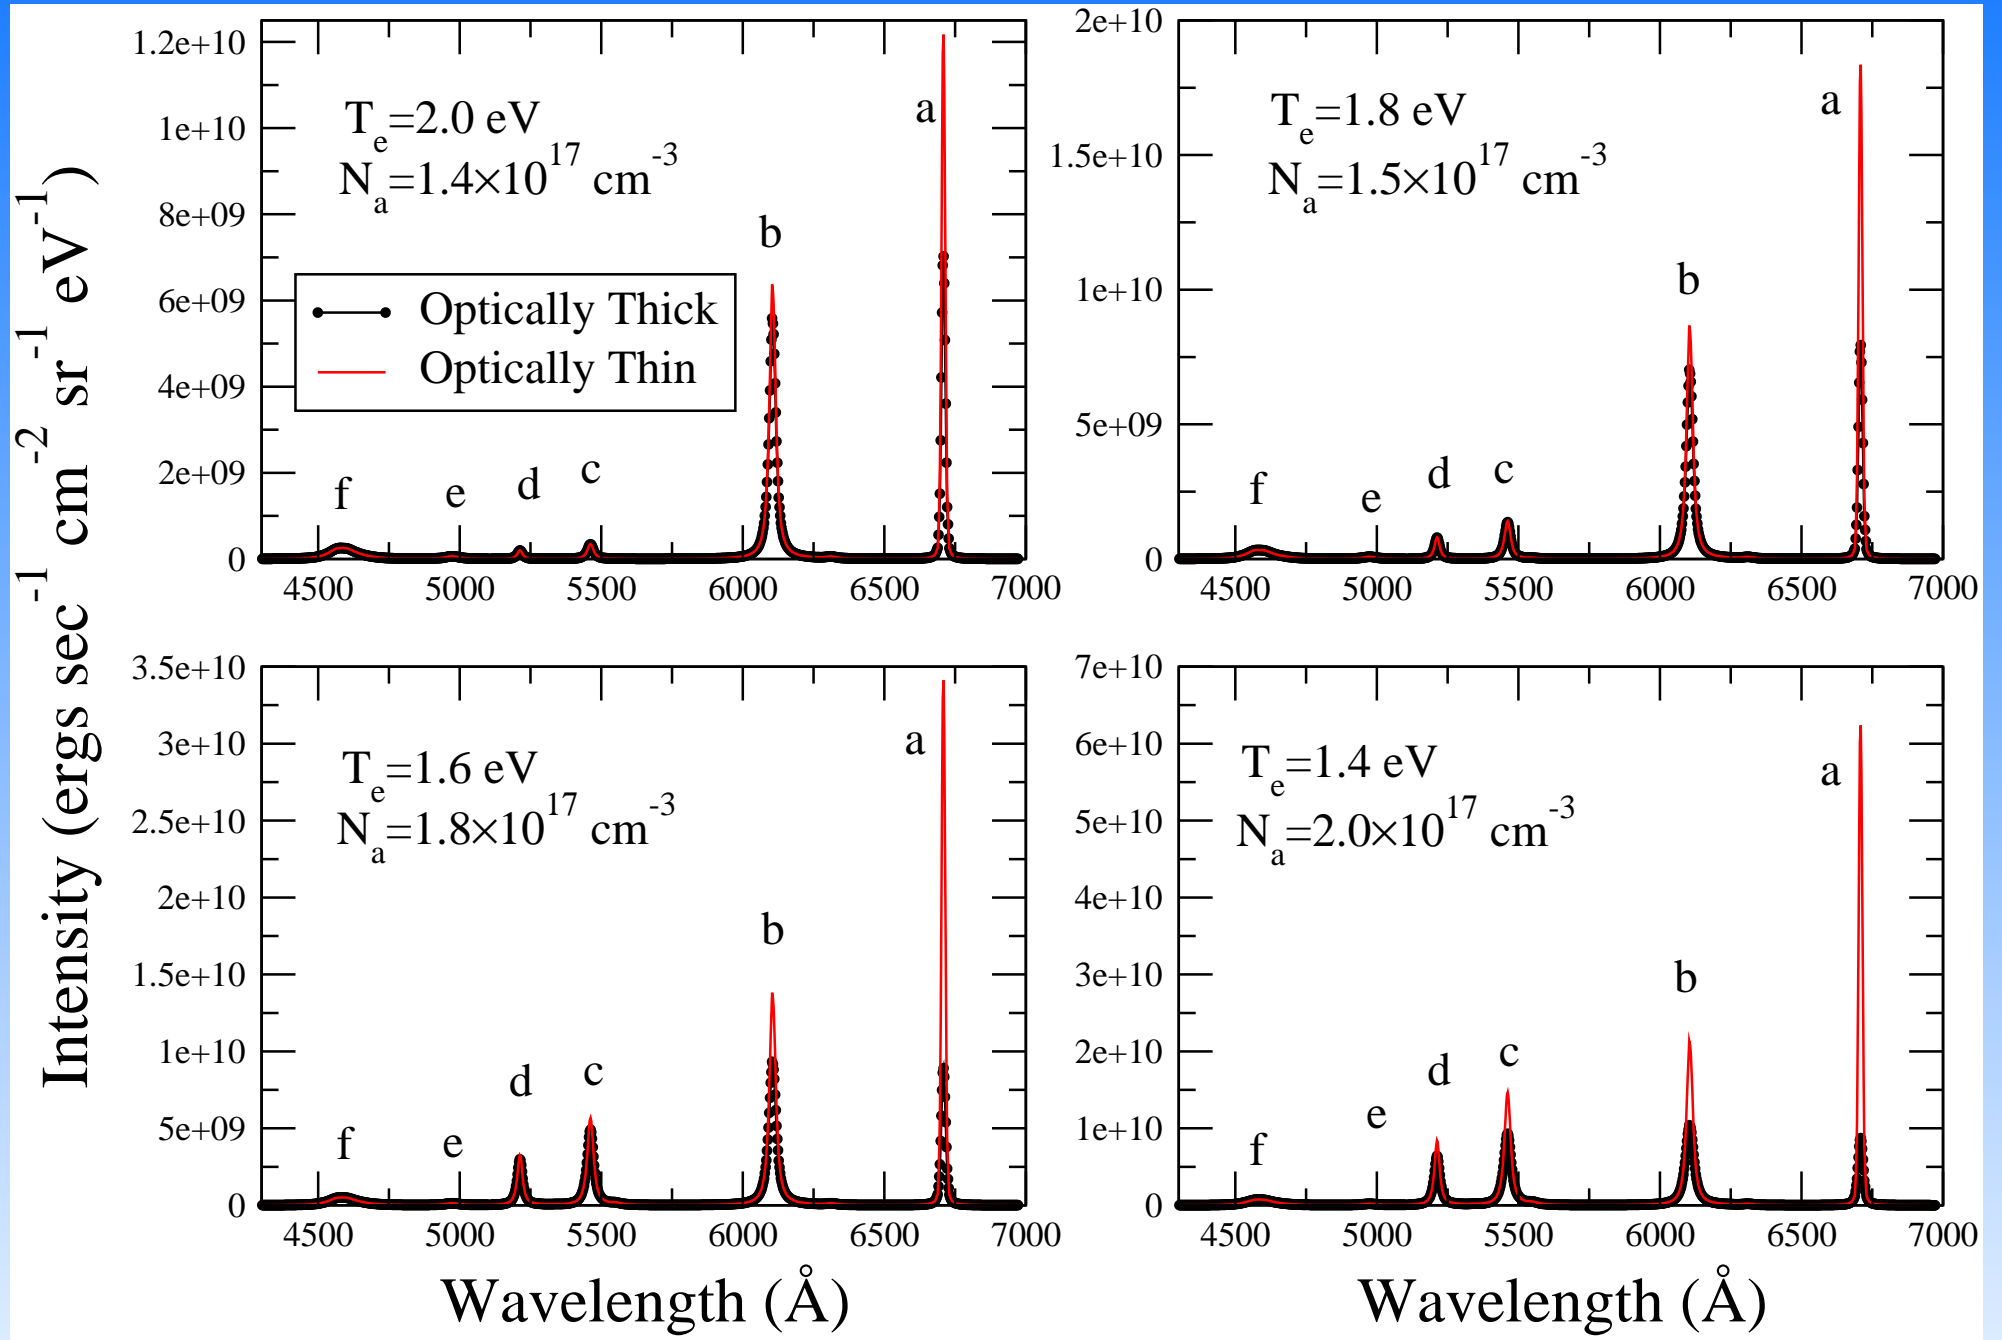 Intensity (ergs sec⁻¹ cm⁻² sr⁻¹ eV⁻¹)
1.2e+10
1e+10
8e+09
6e+09
4e+09
2e+09
0
Tₑ=2.0 eV
Nₐ=1.4×10¹⁷ cm⁻³
Optically Thick
Optically Thin
f
e
d
c
b
a
4500 5000 5500 6000 6500 7000
2e+10
1.5e+10
1e+10
5e+09
0
Tₑ=1.8 eV
Nₐ=1.5×10¹⁷ cm⁻³
f
e
d
c
b
a
4500 5000 5500 6000 6500 7000
3.5e+10
3e+10
2.5e+10
2e+10
1.5e+10
1e+10
5e+09
0
Tₑ=1.6 eV
Nₐ=1.8×10¹⁷ cm⁻³
f
e
d
c
b
a
4500 5000 5500 6000 6500 7000
Wavelength (Å)
7e+10
6e+10
5e+10
4e+10
3e+10
2e+10
1e+10
0
Tₑ=1.4 eV
Nₐ=2.0×10¹⁷ cm⁻³
f
e
d
c
b
a
4500 5000 5500 6000 6500 7000
Wavelength (Å)